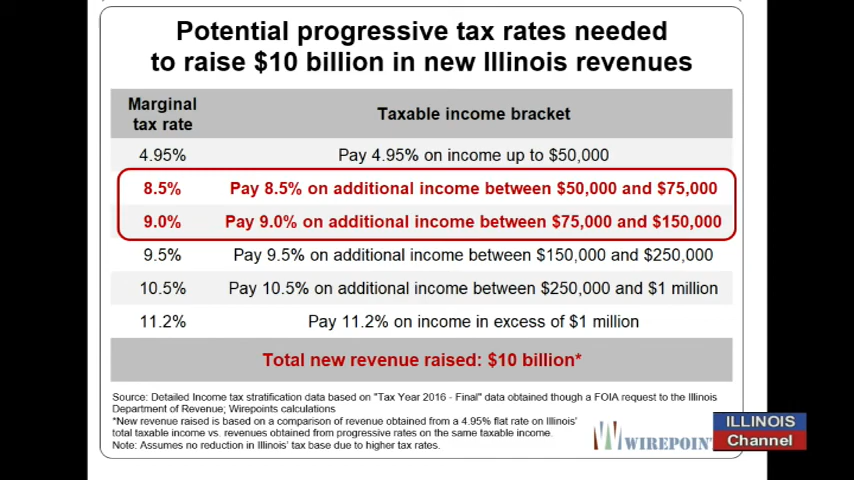 Potential progressive tax rates needed
to raise $10 billion in new Illinois revenues
Marginal
tax rate
Taxable income bracket
4.95% Pay 4.95% on income up to $50,000
8.5% Pay 8.5% on additional income between $50,000 and $75,000
9.0% Pay 9.0% on additional income between $75,000 and $150,000
9.5% Pay 9.5% on additional income between $150,000 and $250,000
10.5% Pay 10.5% on additional income between $250,000 and $1 million
11.2% Pay 11.2% on income in excess of $1 million
Total new revenue raised: $10 billion*
Source: Detailed Income tax stratification data based on "Tax Year 2016 - Final" data obtained though a FOIA request to the Illinois
Department of Revenue; Wirepoints calculations
*New revenue raised is based on a comparison of revenue obtained from a 4.95% flat rate on Illinois'
total taxable income vs. revenues obtained from progressive rates on the same taxable income.
Note: Assumes no reduction in Illinois' tax base due to higher tax rates.
WIREPOIN
ILLINOIS
Channel